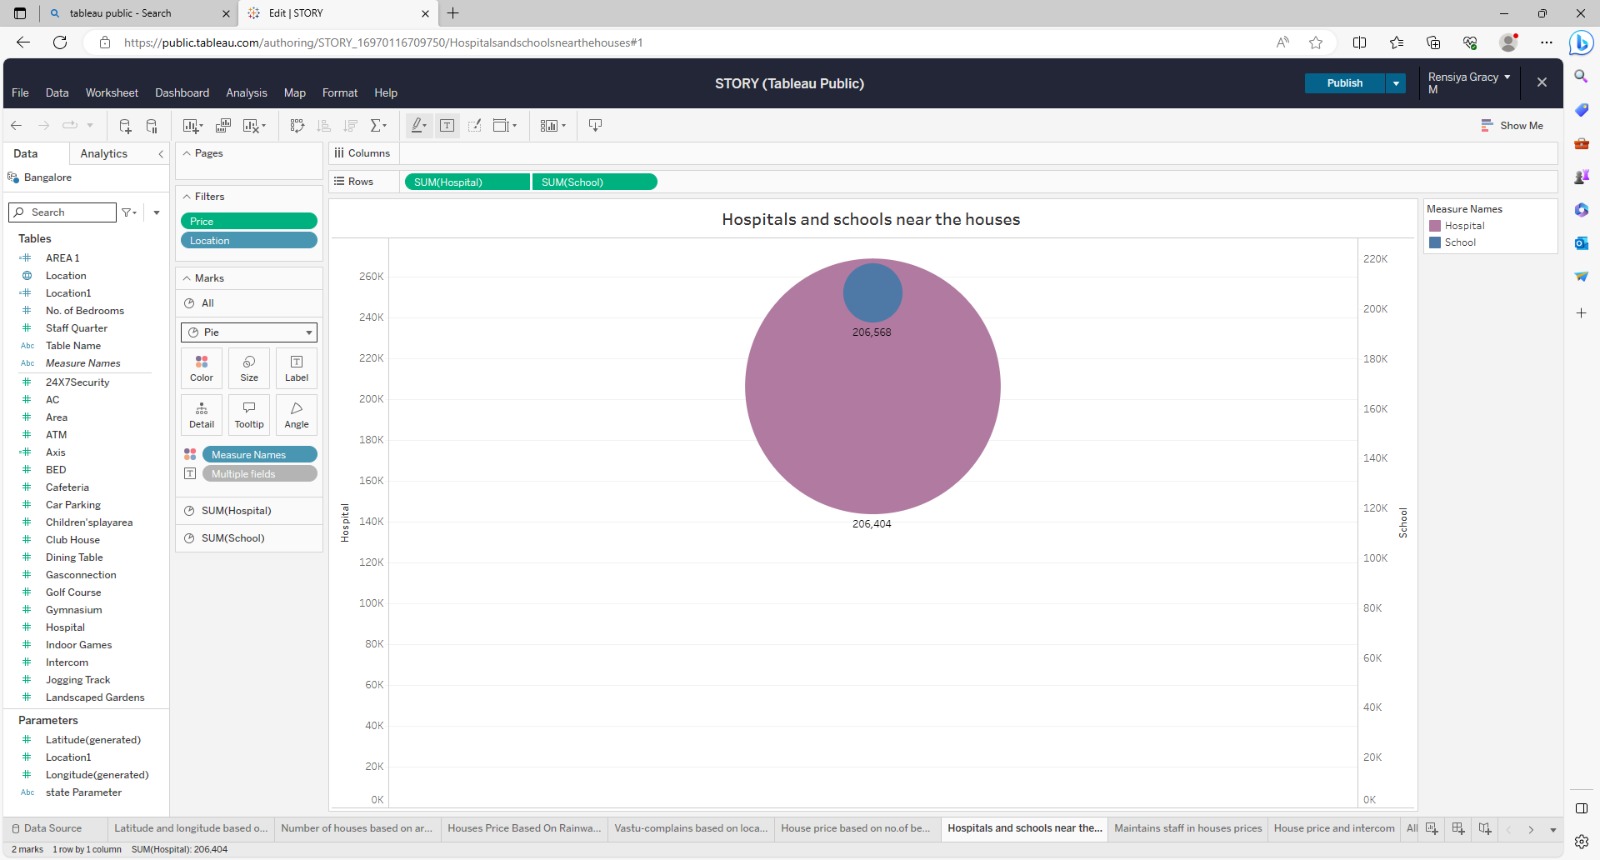 tableau public - Search
Edit | STORY
https://public.tableau.com/authoring/STORY_16970116709750/Hospitalsandschoolsnearthehouses#1
STORY (Tableau Public)
Publish
Rensiya Gracy M
File Data Worksheet Dashboard Analysis Map Format Help
Show Me
Data Analytics
Bangalore
Search
Tables
AREA 1
Location
Location1
No. of Bedrooms
Staff Quarter
Abc Table Name
Abc Measure Names
24X7Security
AC
Area
ATM
Axis
BED
Cafeteria
Car Parking
Children'splayarea
Club House
Dining Table
Gasconnection
Golf Course
Gymnasium
Hospital
Indoor Games
Intercom
Jogging Track
Landscaped Gardens
Parameters
Latitude(generated)
Location1
Longitude(generated)
Abc state Parameter
Pages
Filters
Price
Location
Marks
All
Pie
Color Size Label
Detail Tooltip Angle
Measure Names
Multiple fields
SUM(Hospital)
SUM(School)
Columns
Rows SUM(Hospital) SUM(School)
Hospitals and schools near the houses
260K
240K
220K
200K
180K
160K
140K
120K
100K
80K
60K
40K
20K
0K
Hospital
206,568
206,404
220K
200K
180K
160K
140K
120K
100K
80K
60K
40K
20K
0K
School
Measure Names
Hospital
School
Data Source Latitude and longitude based o... Number of houses based on ar... Houses Price Based On Rainwa... Vastu-complains based on loca... House price based on no.of be... Hospitals and schools near the... Maintains staff in houses prices House price and intercom All
2 marks 1 row by 1 column SUM(Hospital): 206,404